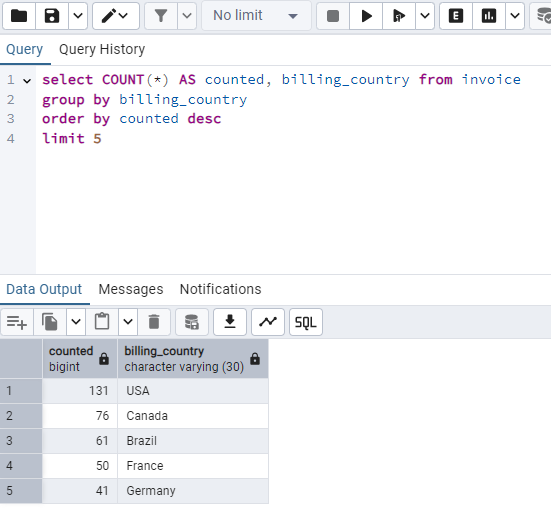 No limit
E
Query Query History
1 select COUNT(*) AS counted, billing_country from invoice
2 group by billing_country
3 order by counted desc
4 limit 5
Data Output Messages Notifications
SQL
counted billing_country
bigint character varying (30)
1 131 USA
2 76 Canada
3 61 Brazil
4 50 France
5 41 Germany